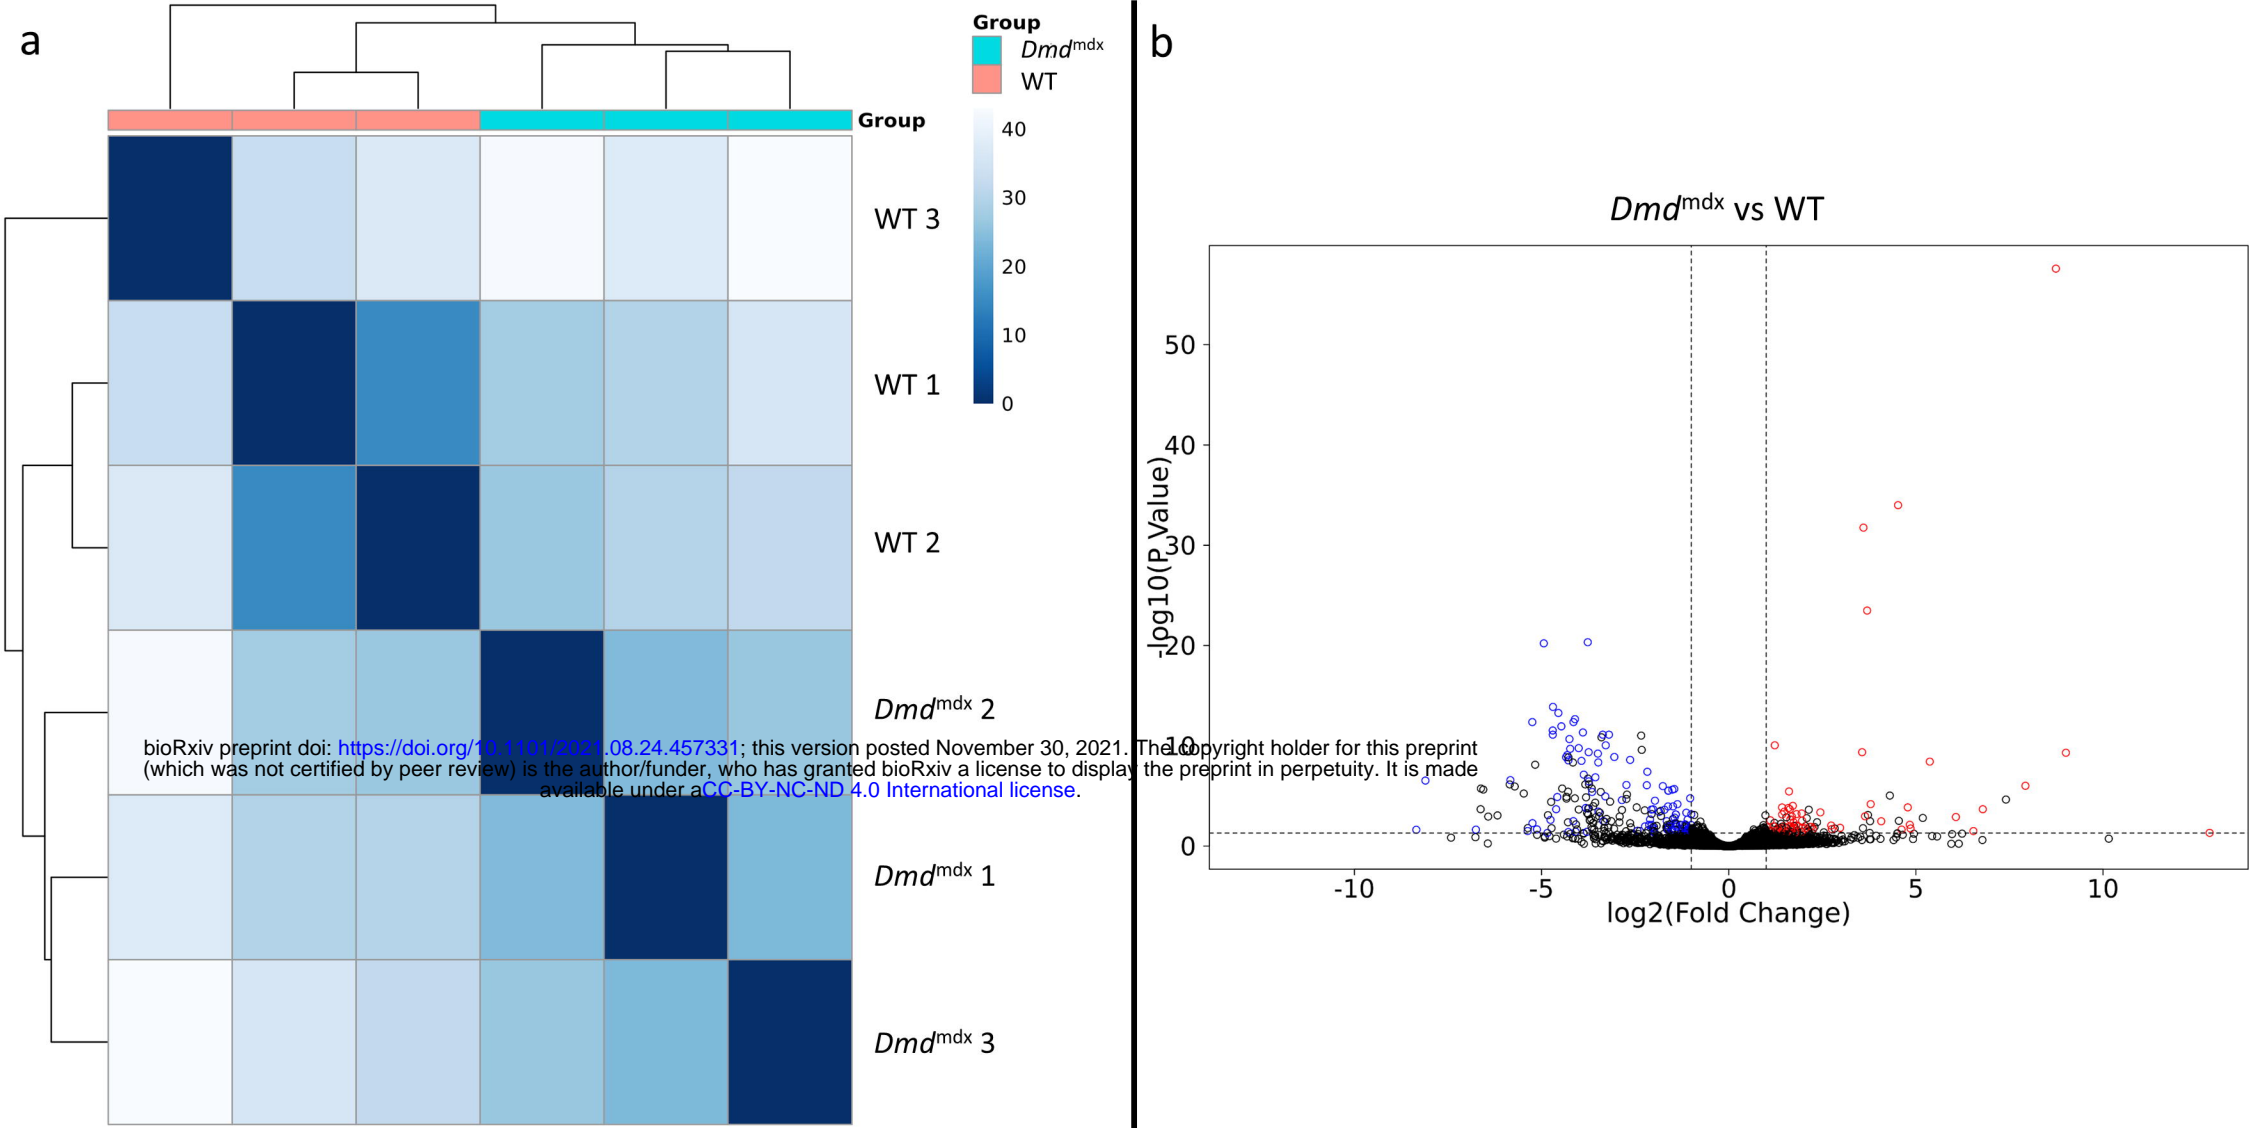 a
Group
Dmdmdx
WT
Group
40
30
20
10
0
WT 3
WT 1
WT 2
Dmdmdx 2
Dmdmdx 1
Dmdmdx 3
b
Dmdmdx vs WT
-log10(P Value)
50
40
30
20
10
0
-10
-5
0
5
10
log2(Fold Change)
bioRxiv preprint doi: https://doi.org/10.1101/2021.08.24.457331; this version posted November 30, 2021. The copyright holder for this preprint
(which was not certified by peer review) is the author/funder, who has granted bioRxiv a license to display the preprint in perpetuity. It is made
available under aCC-BY-NC-ND 4.0 International license.